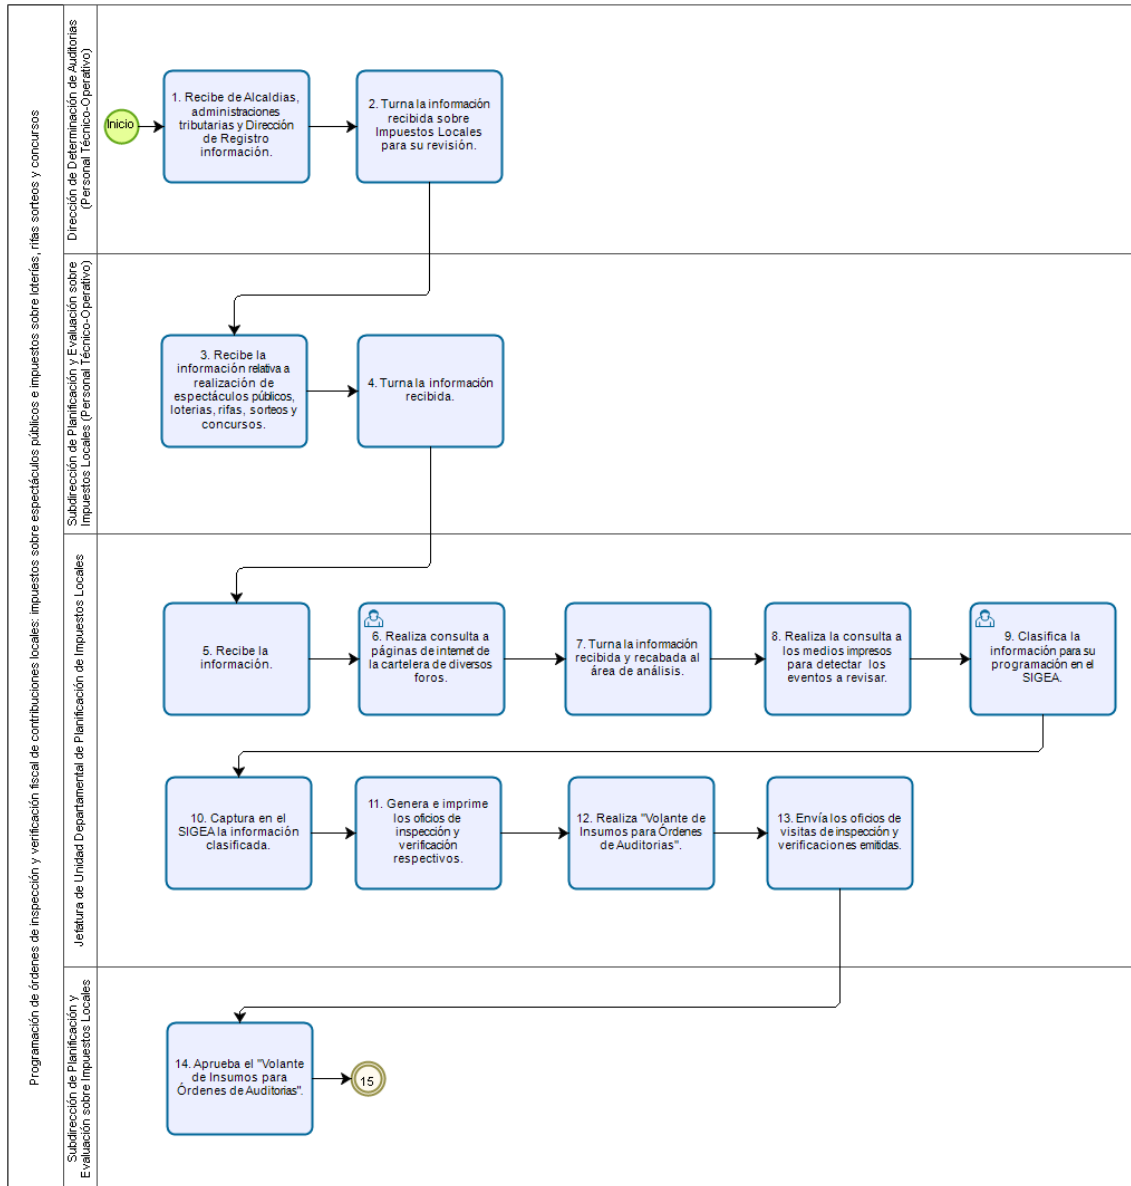 Programación de órdenes de inspección y verificación fiscal de contribuciones locales: impuestos sobre espectáculos públicos e impuestos sobre loterías, rifas sorteos y concursos
Dirección de Determinación de Auditorias
(Personal Técnico-Operativo)
Inicio
1. Recibe de Alcaldias,
administraciones
tributarias y Dirección
de Registro
información.
2. Turna la información
recibida sobre
Impuestos Locales
para su revisión.
Subdirección de Planificación y Evaluación sobre
Impuestos Locales (Personal Técnico-Operativo)
3. Recibe la
información relativa a
realización de
espectáculos públicos,
loterias, rifas, sorteos y
concursos.
4. Turna la información
recibida.
Jefatura de Unidad Departamental de Planificación de Impuestos Locales
5. Recibe la
información.
6. Realiza consulta a
páginas de internet de
la cartelera de diversos
foros.
7. Turna la información
recibida y recabada al
área de análisis.
8. Realiza la consulta a
los medios impresos
para detectar los
eventos a revisar.
9. Clasifica la
información para su
programación en el
SIGEA.
10. Captura en el
SIGEA la información
clasificada.
11. Genera e imprime
los oficios de
inspección y
verificación
respectivos.
12. Realiza "Volante de
Insumos para Órdenes
de Auditorias".
13. Envía los oficios de
visitas de inspección y
verificaciones emitidas.
Subdirección de Planificación y
Evaluación sobre Impuestos Locales
14. Aprueba el "Volante
de Insumos para
Órdenes de Auditorias".
15